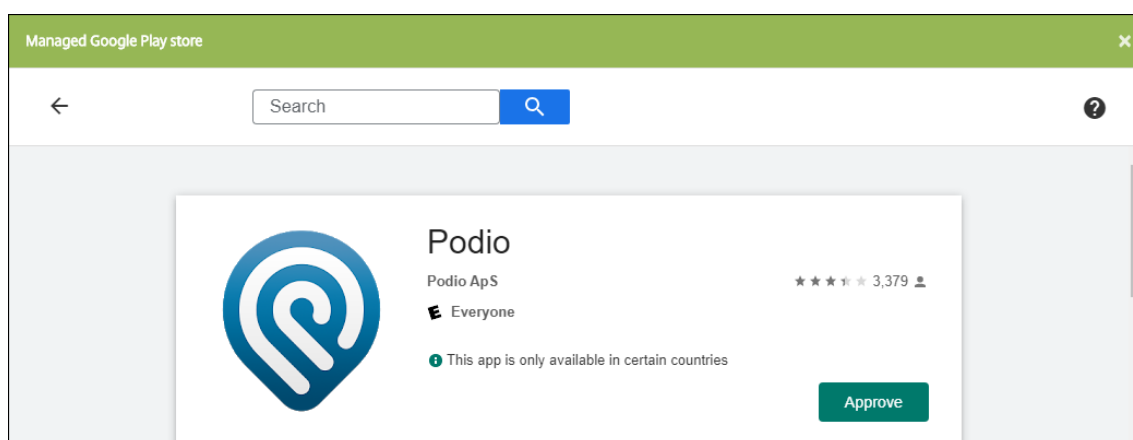 Managed Google Play store
Search
Podio
Podio ApS
3,379
E Everyone
This app is only available in certain countries
Approve